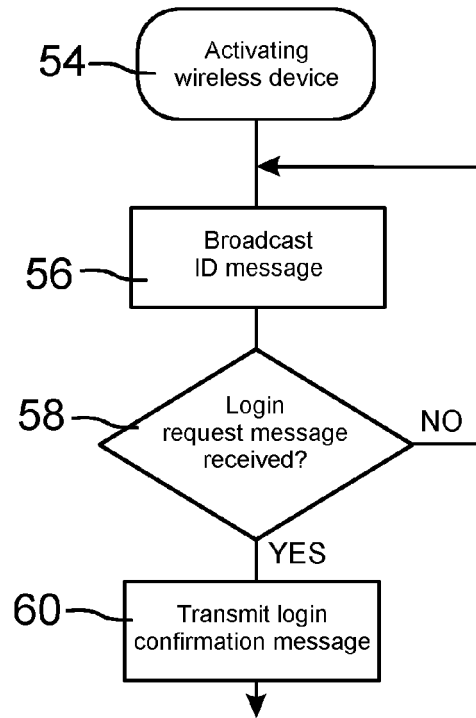 54
Activating
wireless device
56
Broadcast
ID message
58
Login
request message
received?
NO
YES
60
Transmit login
confirmation message